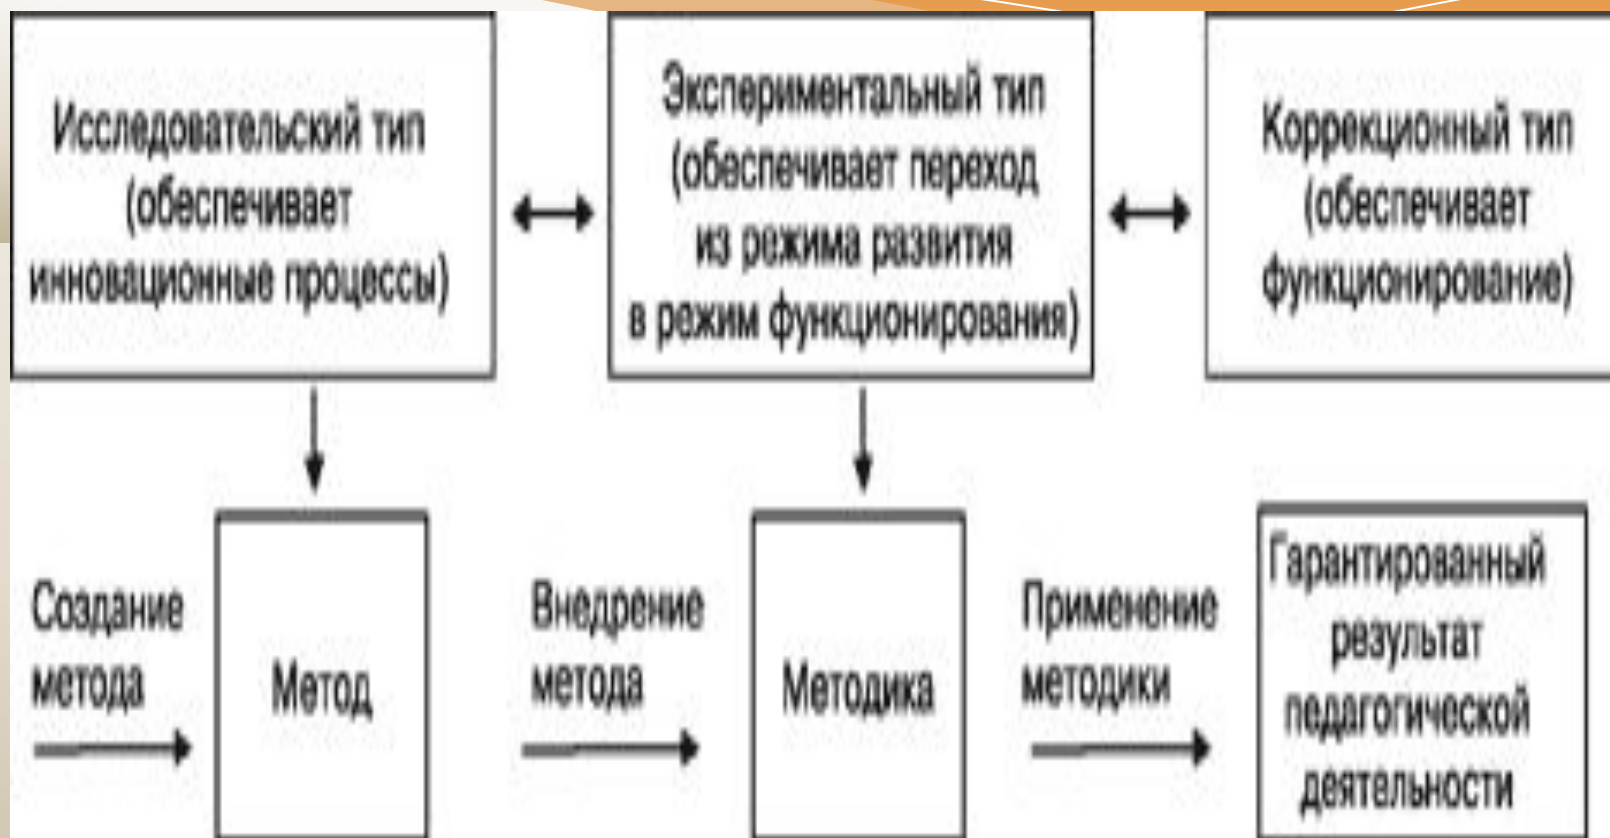 Исследовательский тип
(обеспечивает
инновационные процессы)
Экспериментальный тип
(обеспечивает переход
из режима развития
в режим функционирования)
Коррекционный тип
(обеспечивает
функционирование)
Создание
метода
Метод
Внедрение
метода
Методика
Применение
методики
Гарантированный
результат
педагогической
деятельности